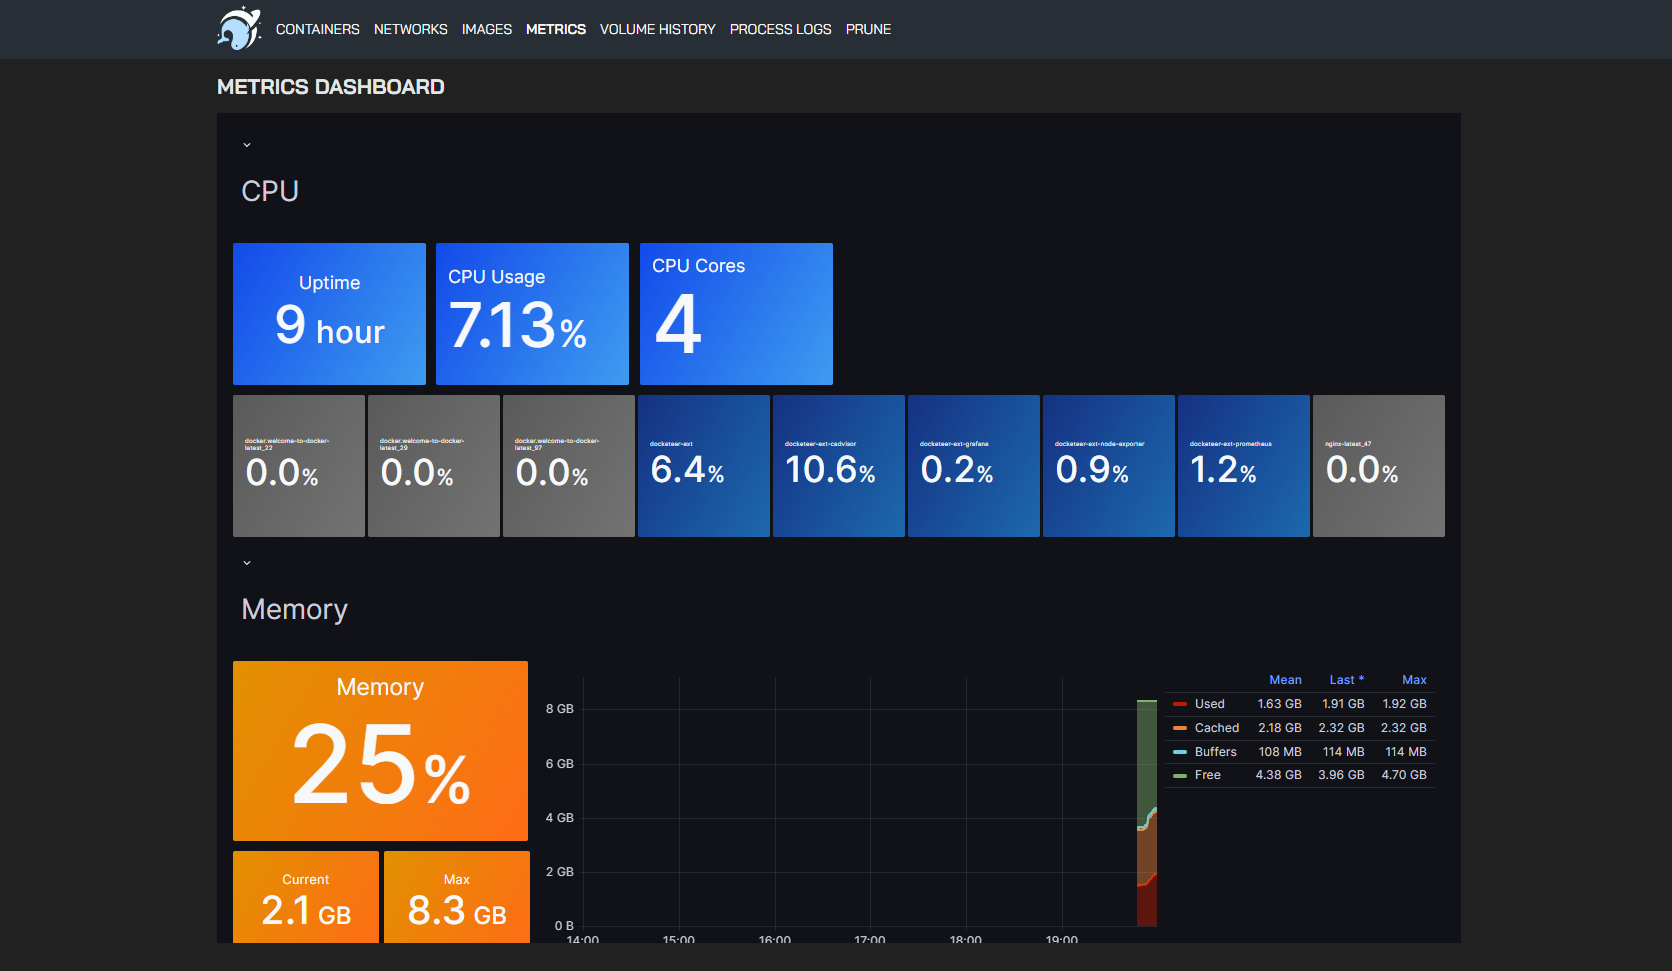 CONTAINERS NETWORKS IMAGES METRICS VOLUME HISTORY PROCESS LOGS PRUNE
METRICS DASHBOARD
CPU
Uptime
9 hour
CPU Usage
7.13%
CPU Cores
4
docker.welcome-to-docker-
latest_22
0.0%
docker.welcome-to-docker-
latest_29
0.0%
docker.welcome-to-docker-
latest_97
0.0%
docketeer-ext
6.4%
docketeer-ext-cadvisor
10.6%
docketeer-ext-grafana
0.2%
docketeer-ext-node-exporter
0.9%
docketeer-ext-prometheus
1.2%
nginx-latest_47
0.0%
Memory
Memory
25%
Current
2.1 GB
Max
8.3 GB
8 GB
6 GB
4 GB
2 GB
0 B
14:00 15:00 16:00 17:00 18:00 19:00
Mean Last * Max
Used 1.63 GB 1.91 GB 1.92 GB
Cached 2.18 GB 2.32 GB 2.32 GB
Buffers 108 MB 114 MB 114 MB
Free 4.38 GB 3.96 GB 4.70 GB